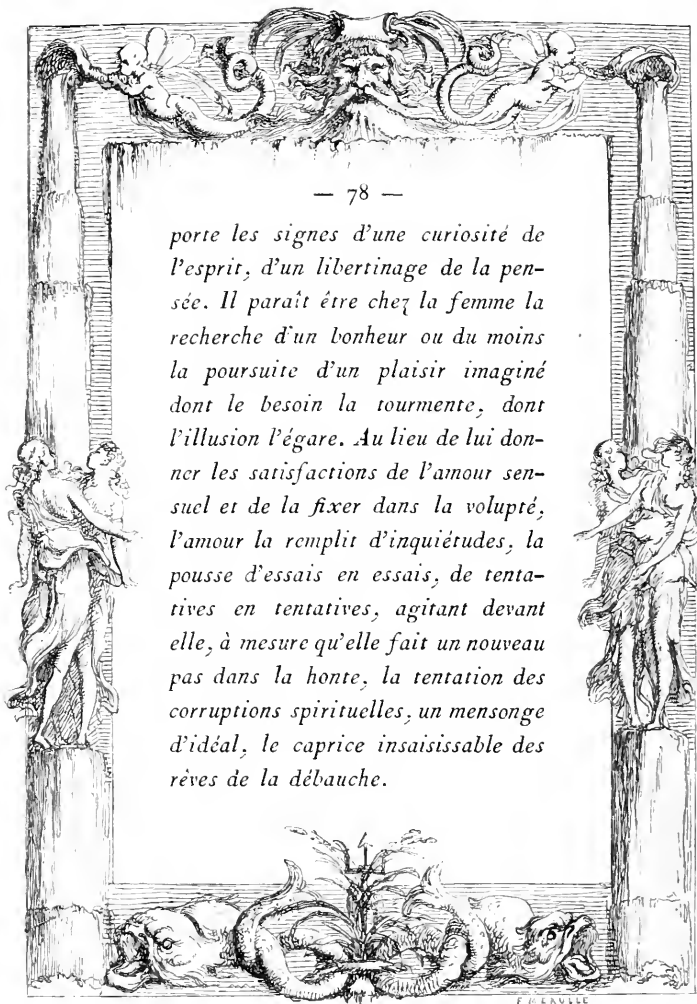 — 78 —
porte les signes d'une curiosité de
l'esprit, d'un libertinage de la pen-
sée. Il paraît être chez la femme la
recherche d'un bonheur ou du moins
la poursuite d'un plaisir imaginé
dont le besoin la tourmente, dont
l'illusion l'égare. Au lieu de lui don-
ner les satisfactions de l'amour sen-
suel et de la fixer dans la volupté,
l'amour la remplit d'inquiétudes, la
pousse d'essais en essais, de tenta-
tives en tentatives, agitant devant
elle, à mesure qu'elle fait un nouveau
pas dans la honte, la tentation des
corruptions spirituelles, un mensonge
d'idéal, le caprice insaisissable des
rêves de la débauche.